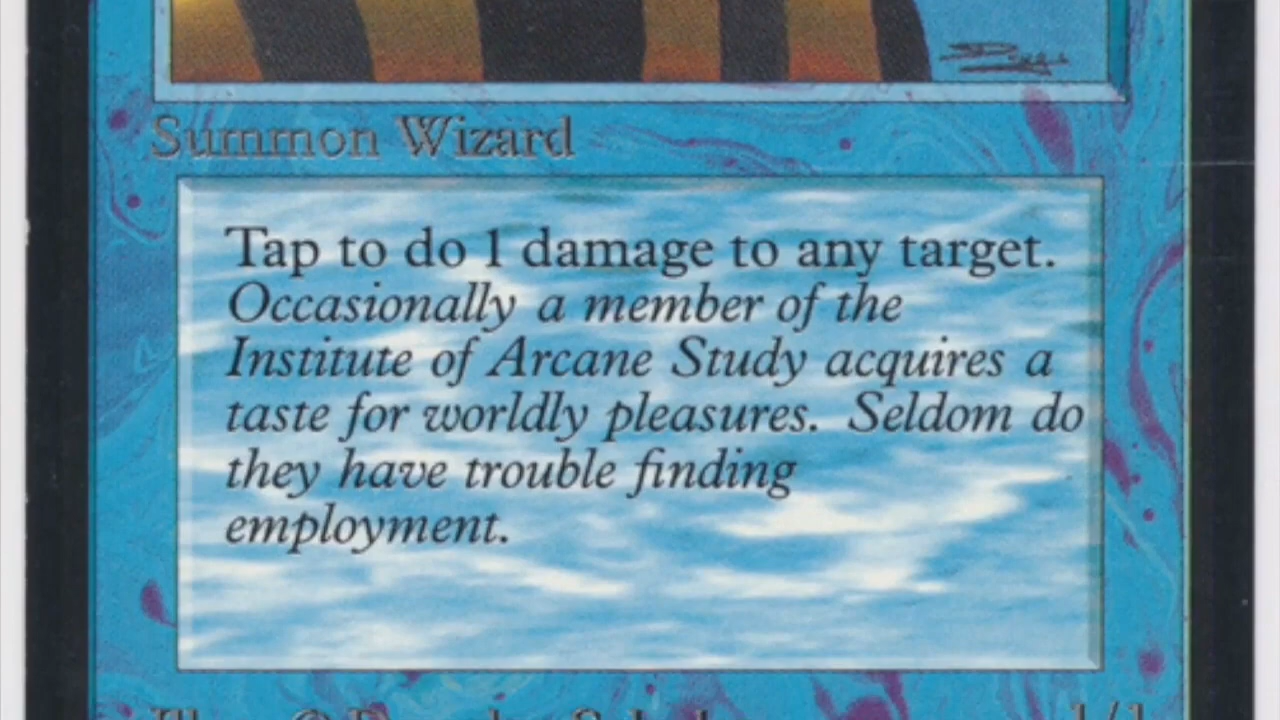 Summon Wizard
Tap to do 1 damage to any target.
Occasionally a member of the
Institute of Arcane Study acquires a
taste for worldly pleasures. Seldom do
they have trouble finding
employment.